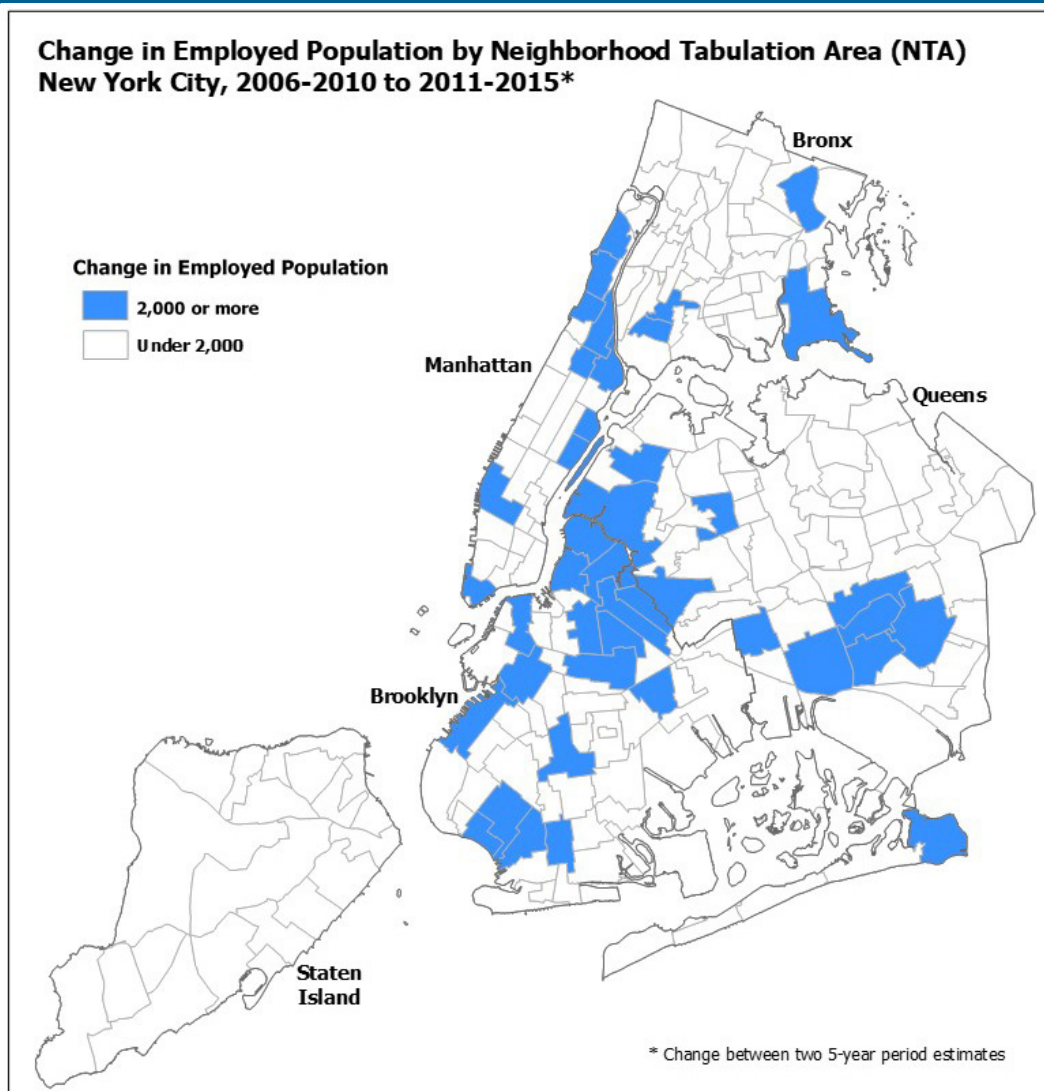 Change in Employed Population by Neighborhood Tabulation Area (NTA)
New York City, 2006-2010 to 2011-2015*
Bronx
Change in Employed Population
2,000 or more
Under 2,000
Manhattan
Queens
Brooklyn
Staten
Island
* Change between two 5-year period estimates